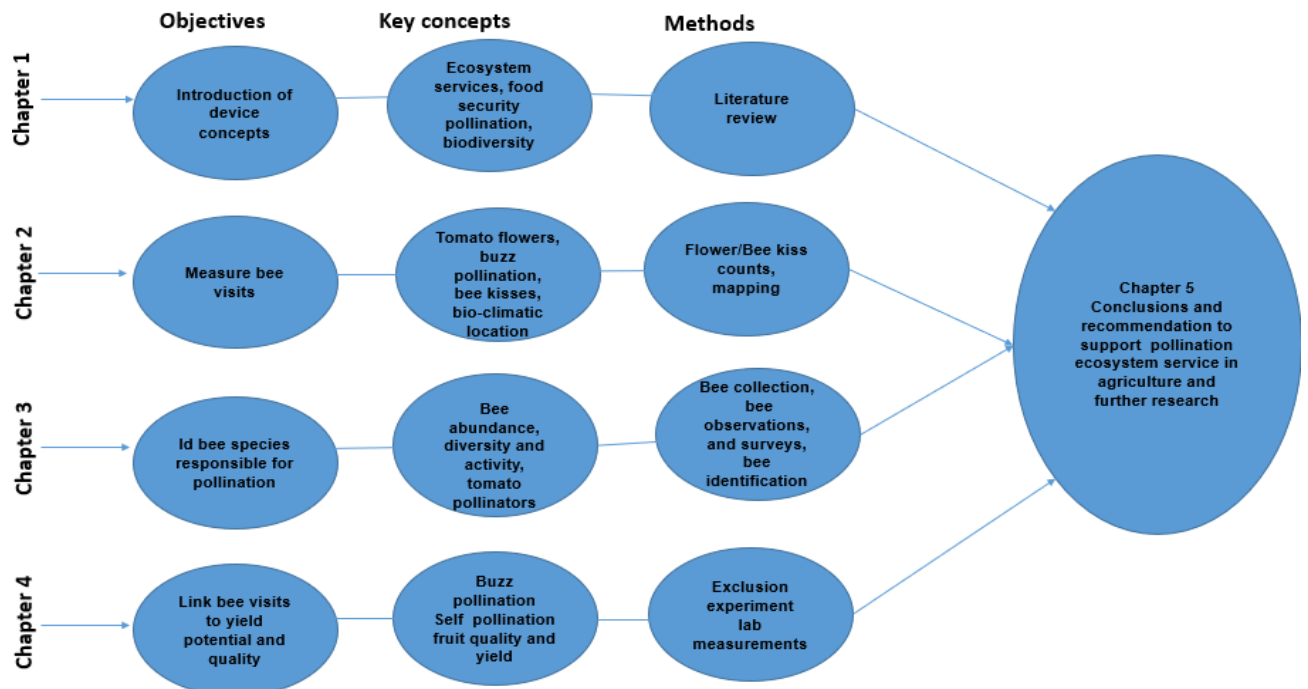 Objectives
Key concepts
Methods
Chapter 1
Introduction of
device
concepts
Ecosystem
services, food
security
pollination,
biodiversity
Literature
review
Chapter 2
Measure bee
visits
Tomato flowers,
buzz
pollination,
bee kisses,
bio-climatic
location
Flower/Bee kiss
counts,
mapping
Chapter 3
Id bee species
responsible for
pollination
Bee
abundance,
diversity and
activity,
tomato
pollinators
Bee collection,
bee
observations,
and surveys,
bee
identification
Chapter 4
Link bee visits
to yield
potential and
quality
Buzz
pollination
Self pollination
fruit quality and
yield
Exclusion
experiment
lab
measurements
Chapter 5
Conclusions and
recommendation to
support pollination
ecosystem service in
agriculture and
further research